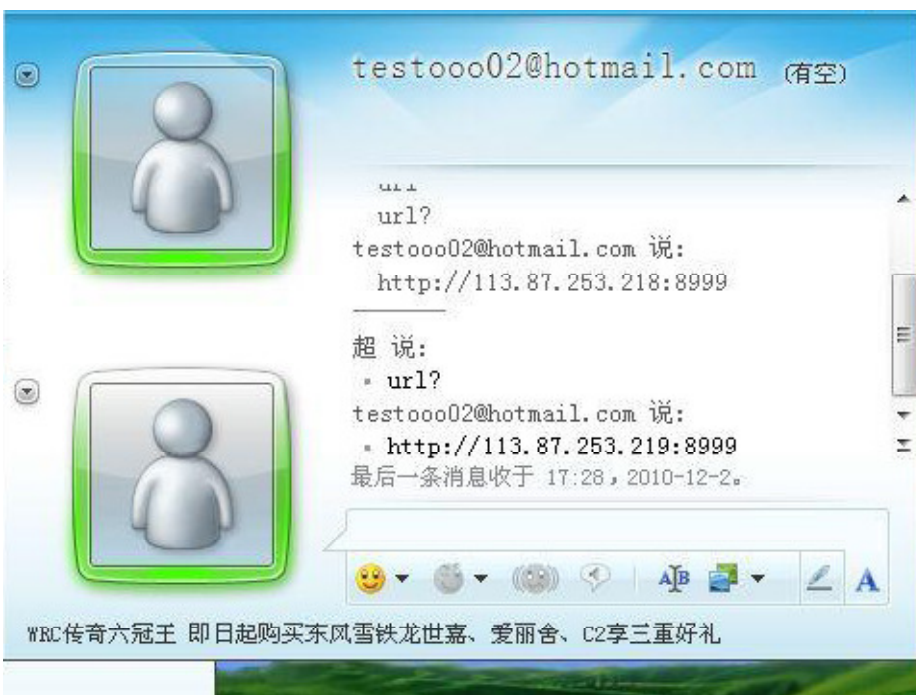 testooo02@hotmail.com (有空)
url?
testooo02@hotmail.com 说:
http://113.87.253.218:8999
超 说:
url?
testooo02@hotmail.com 说:
http://113.87.253.219:8999
最后一条消息收于 17:28，2010-12-2。
AB
A
WRC传奇六冠王 即日起购买东风雪铁龙世嘉、爱丽舍、C2享三重好礼